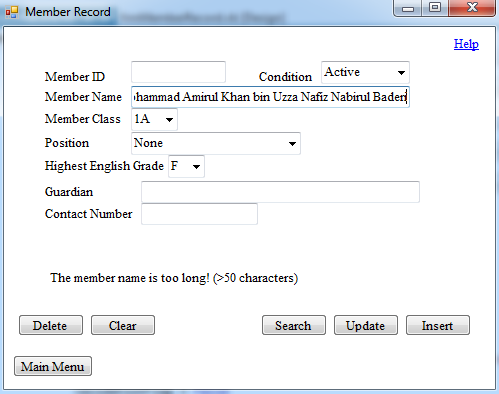 Member Record
Help
Member ID Condition Active
Member Name Amirul Khan bin Uzza Nafiz Nabirul Baden
Member Class 1A
Position None
Highest English Grade F
Guardian
Contact Number
The member name is too long! (>50 characters)
Delete Clear Search Update Insert
Main Menu